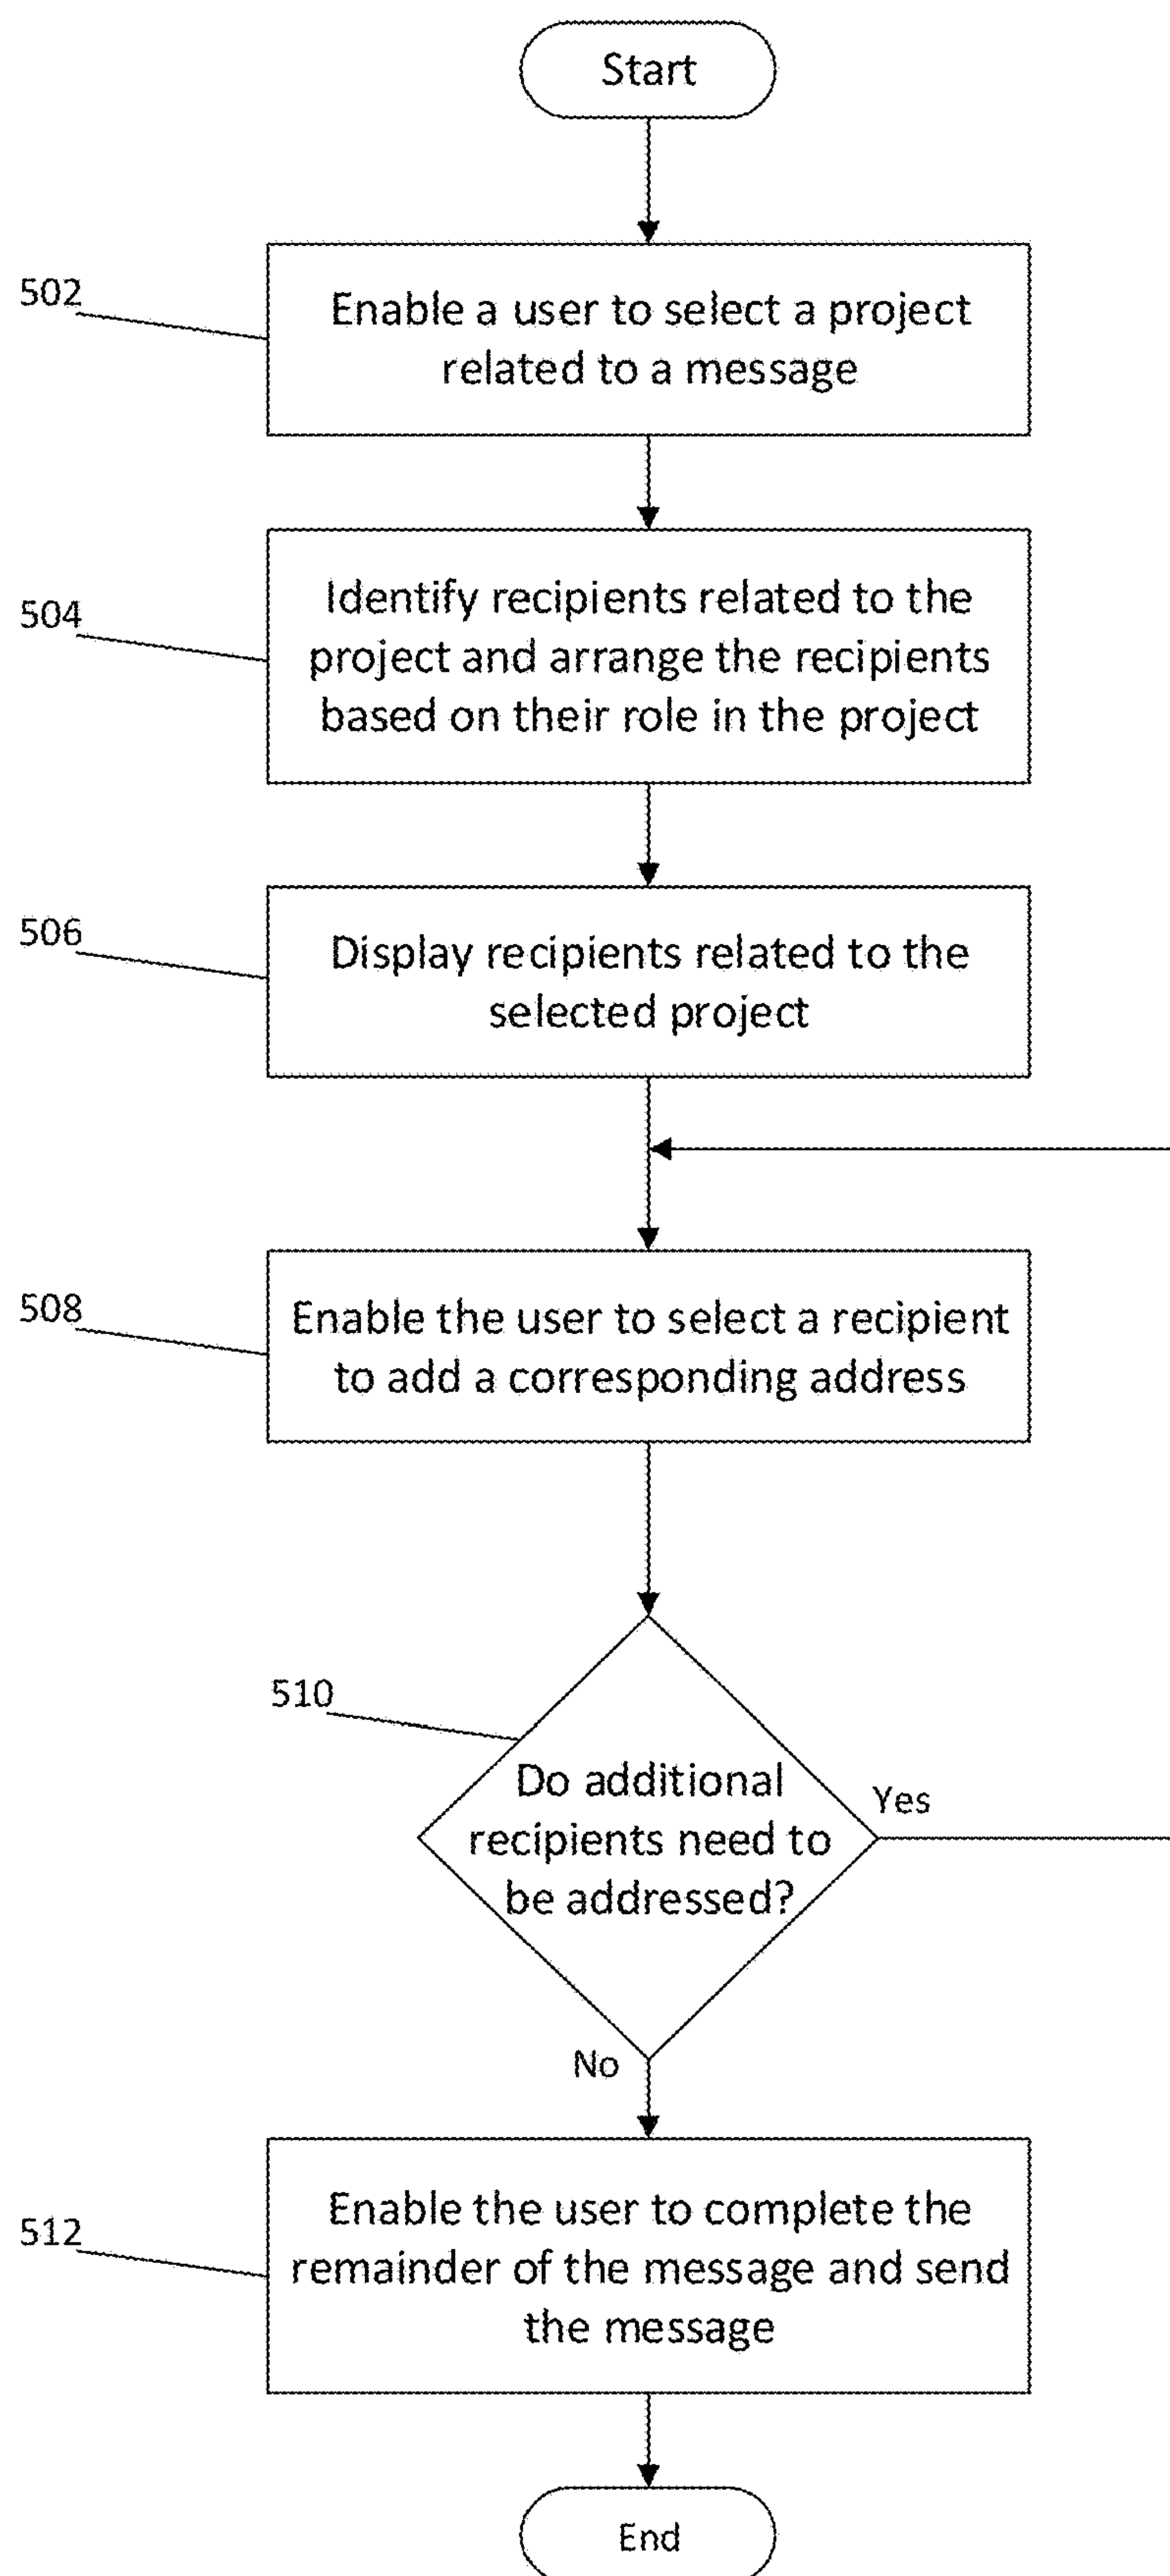 Start
502
Enable a user to select a project
related to a message
504
Identify recipients related to the
project and arrange the recipients
based on their role in the project
506
Display recipients related to the
selected project
508
Enable the user to select a recipient
to add a corresponding address
510
Do additional
recipients need to
be addressed?
Yes
No
512
Enable the user to complete the
remainder of the message and send
the message
End